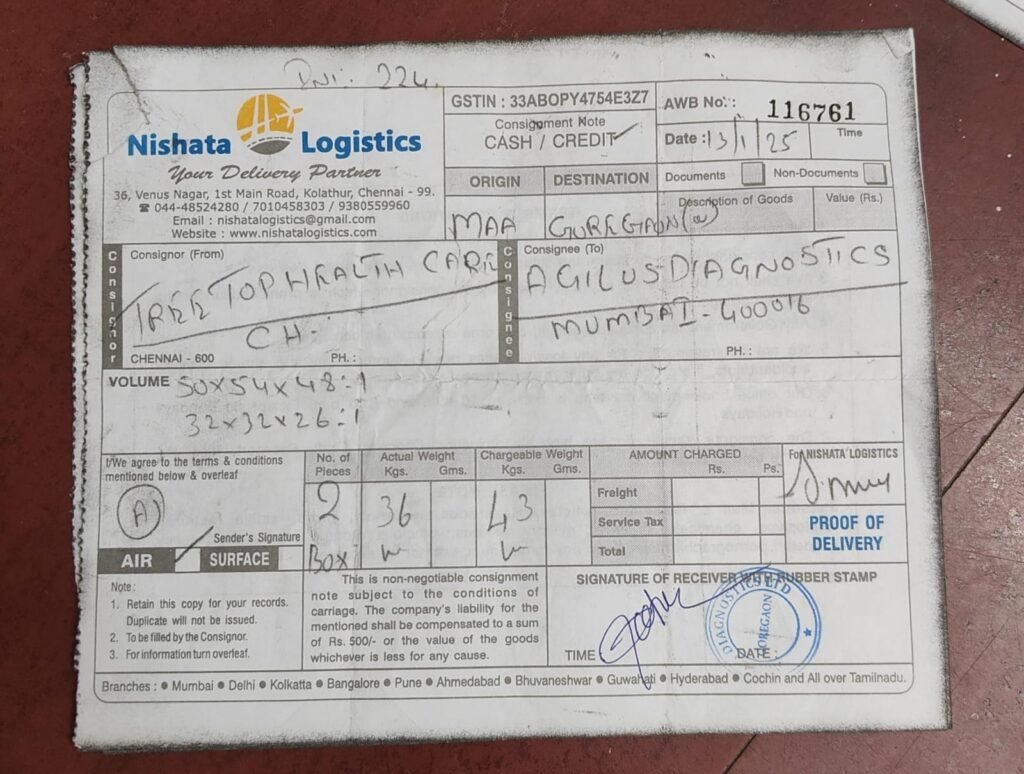 224
GSTIN : 33ABOPY4754E3Z7
AWB No. : 116761
Nishata Logistics
Your Delivery Partner
36, Venus Nagar, 1st Main Road, Kolathur, Chennai - 99.
☎ 044-48524280 / 7010458303 / 9380559960
Email : nishatalogistics@gmail.com
Website : www.nishatalogistics.com
Consignment Note
CASH / CREDIT
Date : 13/1/25
Time
ORIGIN
DESTINATION
Documents
Non-Documents
MAA
GOREGAON(w)
Description of Goods
Value (Rs.)
Consignor
Consignor (From)
TREE TOP HEALTH CARE
CH-
CHENNAI - 600
PH. :
Consignee
Consignee (To)
AGILUS DIAGNOSTICS
MUMBAI - 400016
PH. :
VOLUME 50x54x48:1
32x32x26:1
I/We agree to the terms & conditions
mentioned below & overleaf
A
Sender's Signature
AIR
SURFACE
No. of Pieces
Actual Weight
Kgs. Gms.
Chargeable Weight
Kgs. Gms.
2
36
43
BOX
AMOUNT CHARGED
Rs. Ps.
Freight
Service Tax
Total
For NISHATA LOGISTICS
PROOF OF
DELIVERY
Note :
1. Retain this copy for your records.
Duplicate will not be issued.
2. To be filled by the Consignor.
3. For information turn overleaf.
This is non-negotiable consignment
note subject to the conditions of
carriage. The company's liability for the
mentioned shall be compensated to a sum
of Rs. 500/- or the value of the goods
whichever is less for any cause.
SIGNATURE OF RECEIVER WITH RUBBER STAMP
DIAGNOSTICS LTD
GOREGAON
TIME
DATE :
Branches : ● Mumbai ● Delhi ● Kolkatta ● Bangalore ● Pune ● Ahmedabad ● Bhuvaneshwar ● Guwahati ● Hyderabad ● Cochin and All over Tamilnadu.